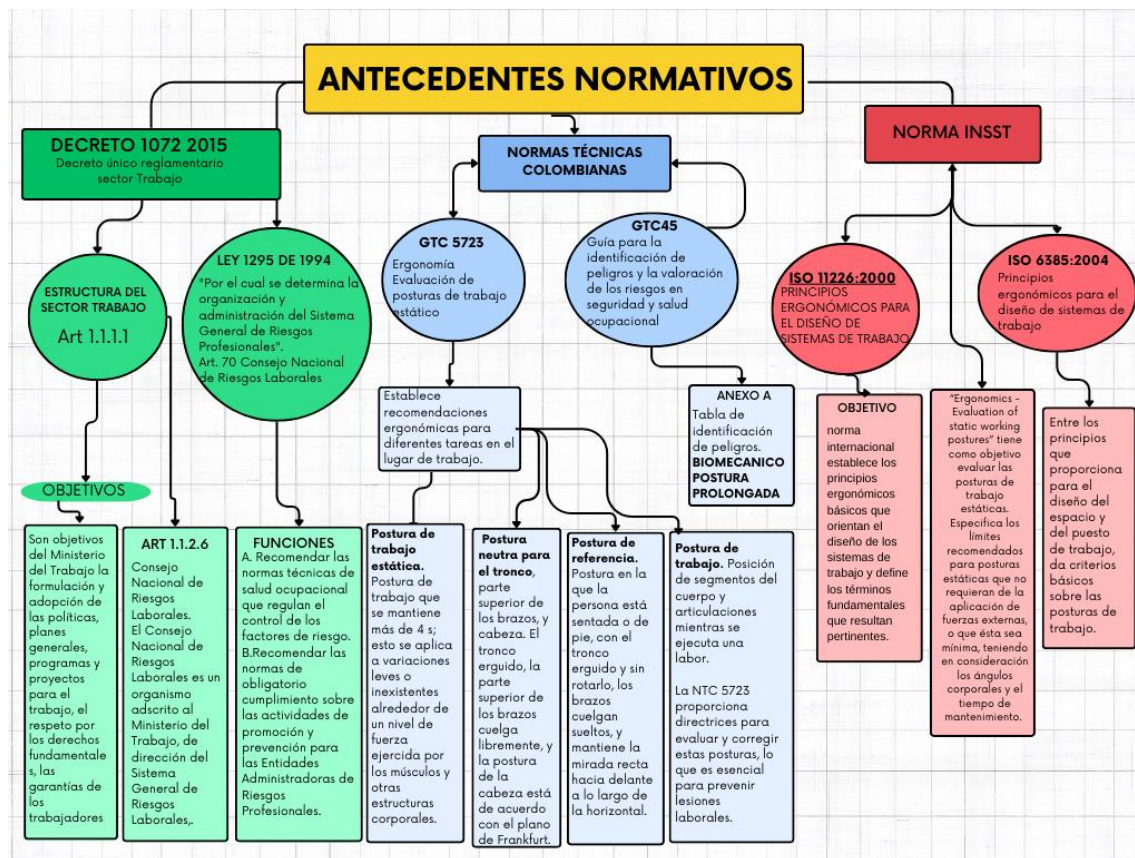 ANTECEDENTES NORMATIVOS
DECRETO 1072 2015
Decreto único reglamentario
sector Trabajo
NORMAS TÉCNICAS
COLOMBIANAS
NORMA INSST
ESTRUCTURA DEL
SECTOR TRABAJO
Art 1.1.1.1
LEY 1295 DE 1994
"Por el cual se determina la
organización y
administración del Sistema
General de Riesgos
Profesionales".
Art. 70 Consejo Nacional
de Riesgos Laborales
GTC 5723
Ergonomía
Evaluación de
posturas de trabajo
estático
GTC45
Guía para la
identificación de
peligros y la valoración
de los riesgos en
seguridad y salud
ocupacional
ISO 11226:2000
PRINCIPIOS
ERGONÓMICOS PARA
EL DISEÑO DE
SISTEMAS DE TRABAJO
ISO 6385:2004
Principios
ergonómicos para el
diseño de sistemas de
trabajo
OBJETIVOS
Establece
recomendaciones
ergonómicas para
diferentes tareas en el
lugar de trabajo.
ANEXO A
Tabla de
identificación
de peligros.
BIOMECANICO
POSTURA
PROLONGADA
Son objetivos
del Ministerio
del Trabajo la
formulación y
adopción de
las políticas,
planes
generales,
programas y
proyectos
para el
trabajo, el
respeto por
los derechos
fundamentale
s, las
garantías de
los
trabajadores
ART 1.1.2.6
Consejo
Nacional de
Riesgos
Laborales.
El Consejo
Nacional de
Riesgos
Laborales es un
organismo
adscrito al
Ministerio del
Trabajo, de
dirección del
Sistema
General de
Riesgos
Laborales,.
FUNCIONES
A. Recomendar las
normas técnicas de
salud ocupacional
que regulan el
control de los
factores de riesgo.
B.Recomendar las
normas de
obligatorio
cumplimiento sobre
las actividades de
promoción y
prevención para
las Entidades
Administradoras de
Riesgos
Profesionales.
Postura de
trabajo
estática.
Postura de
trabajo que
se mantiene
más de 4 s;
esto se aplica
a variaciones
leves o
inexistentes
alrededor de
un nivel de
fuerza
ejercida por
los músculos y
otras
estructuras
corporales.
Postura
neutra para
el tronco,
parte
superior de
los brazos, y
cabeza. El
tronco
erguido, la
parte
superior de
los brazos
cuelga
libremente, y
la postura
de la
cabeza está
de acuerdo
con el plano
de Frankfurt.
Postura de
referencia.
Postura en la
que la
persona está
sentada o de
pie, con el
tronco
erguido y sin
rotarlo, los
brazos
cuelgan
sueltos, y
mantiene la
mirada recta
hacia delante
a lo largo de
la horizontal.
Postura de
trabajo. Posición
de segmentos del
cuerpo y
articulaciones
mientras se
ejecuta una
labor.
La NTC 5723
proporciona
directrices para
evaluar y corregir
estas posturas, lo
que es esencial
para prevenir
lesiones
laborales.
OBJETIVO
norma
internacional
establece los
principios
ergonómicos
básicos que
orientan el
diseño de los
sistemas de
trabajo y define
los términos
fundamentales
que resultan
pertinentes.
"Ergonomics -
Evaluation of
static working
postures" tiene
como objetivo
evaluar las
posturas de
trabajo
estáticas.
Especifica los
límites
recomendados
para posturas
estáticas que no
requieran de la
aplicación de
fuerzas externas,
o que ésta sea
mínima, teniendo
en consideración
los ángulos
corporales y el
tiempo de
mantenimiento.
Entre los
principios
que
proporciona
para el
diseño del
espacio y
del puesto
de trabajo,
da criterios
básicos
sobre las
posturas de
trabajo.